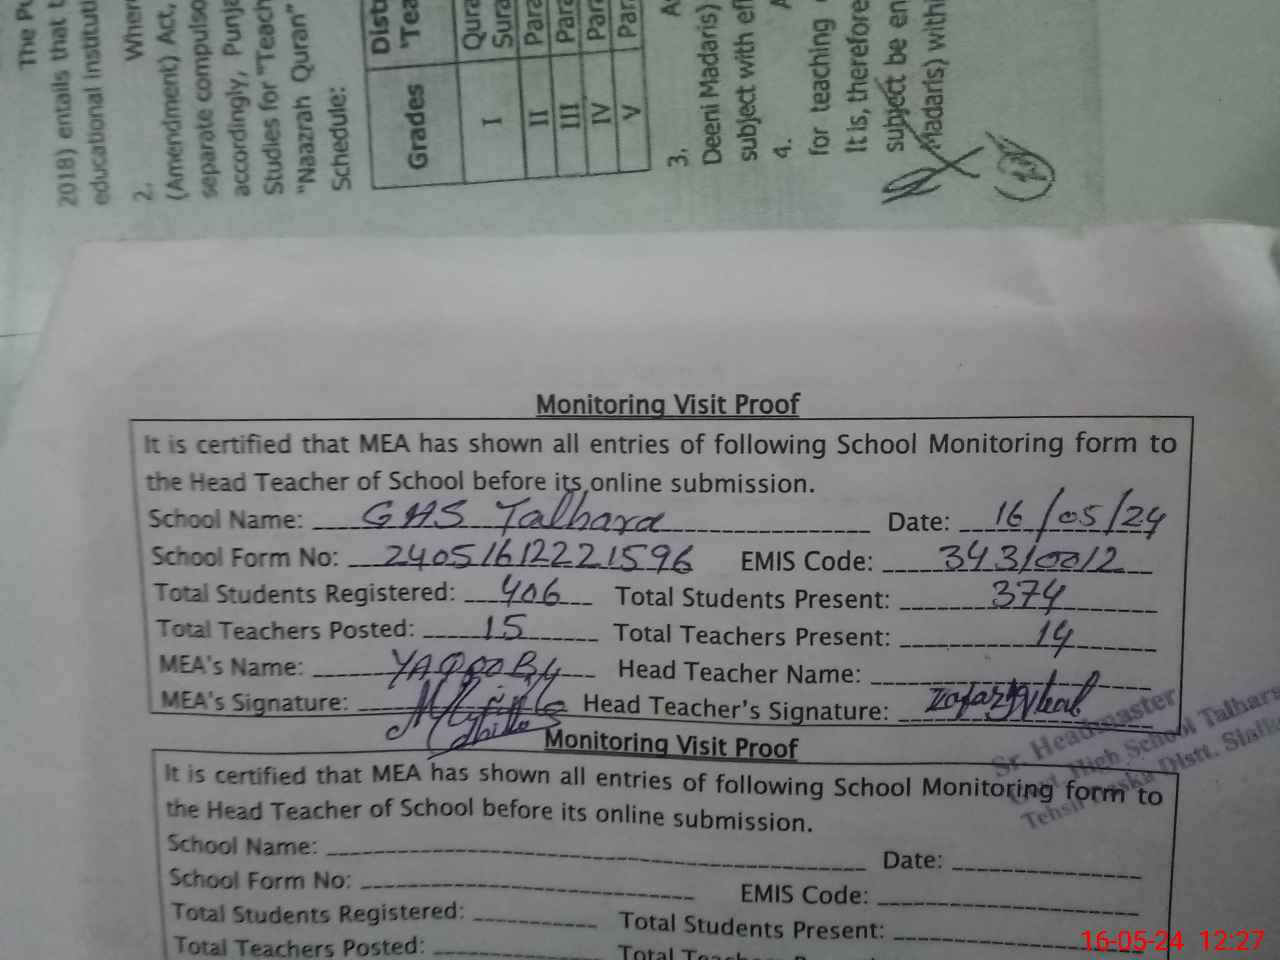 The Pu
2018) entails that t
educational instituti
2. Wher
(Amendment) Act,
separate compulso
accordingly, Punja
Studies for "Teach
"Naazrah Quran"
Schedule:
Grades Dist 'Tea
I Qura Sura
II Para
III Para
IV Para
V Par
3. A
Deeni Madaris)
subject with eff
4. A
for teaching
It is, therefore
subject be en
Madaris) withi
Monitoring Visit Proof
It is certified that MEA has shown all entries of following School Monitoring form to
the Head Teacher of School before its online submission.
School Name: GHS Talhara Date: 16/05/24
School Form No: 24051612221596 EMIS Code: 34310012
Total Students Registered: 406 Total Students Present: 374
Total Teachers Posted: 15 Total Teachers Present: 14
MEA's Name: YAQOOB Head Teacher Name:
MEA's Signature: Head Teacher's Signature:
Sr. Headmaster
Govt. High School Talhara
Tehsil Daska Distt. Sialk
Monitoring Visit Proof
It is certified that MEA has shown all entries of following School Monitoring form to
the Head Teacher of School before its online submission.
School Name: Date:
School Form No: EMIS Code:
Total Students Registered: Total Students Present:
Total Teachers Posted: Total Teachers
16-05-24 12:27